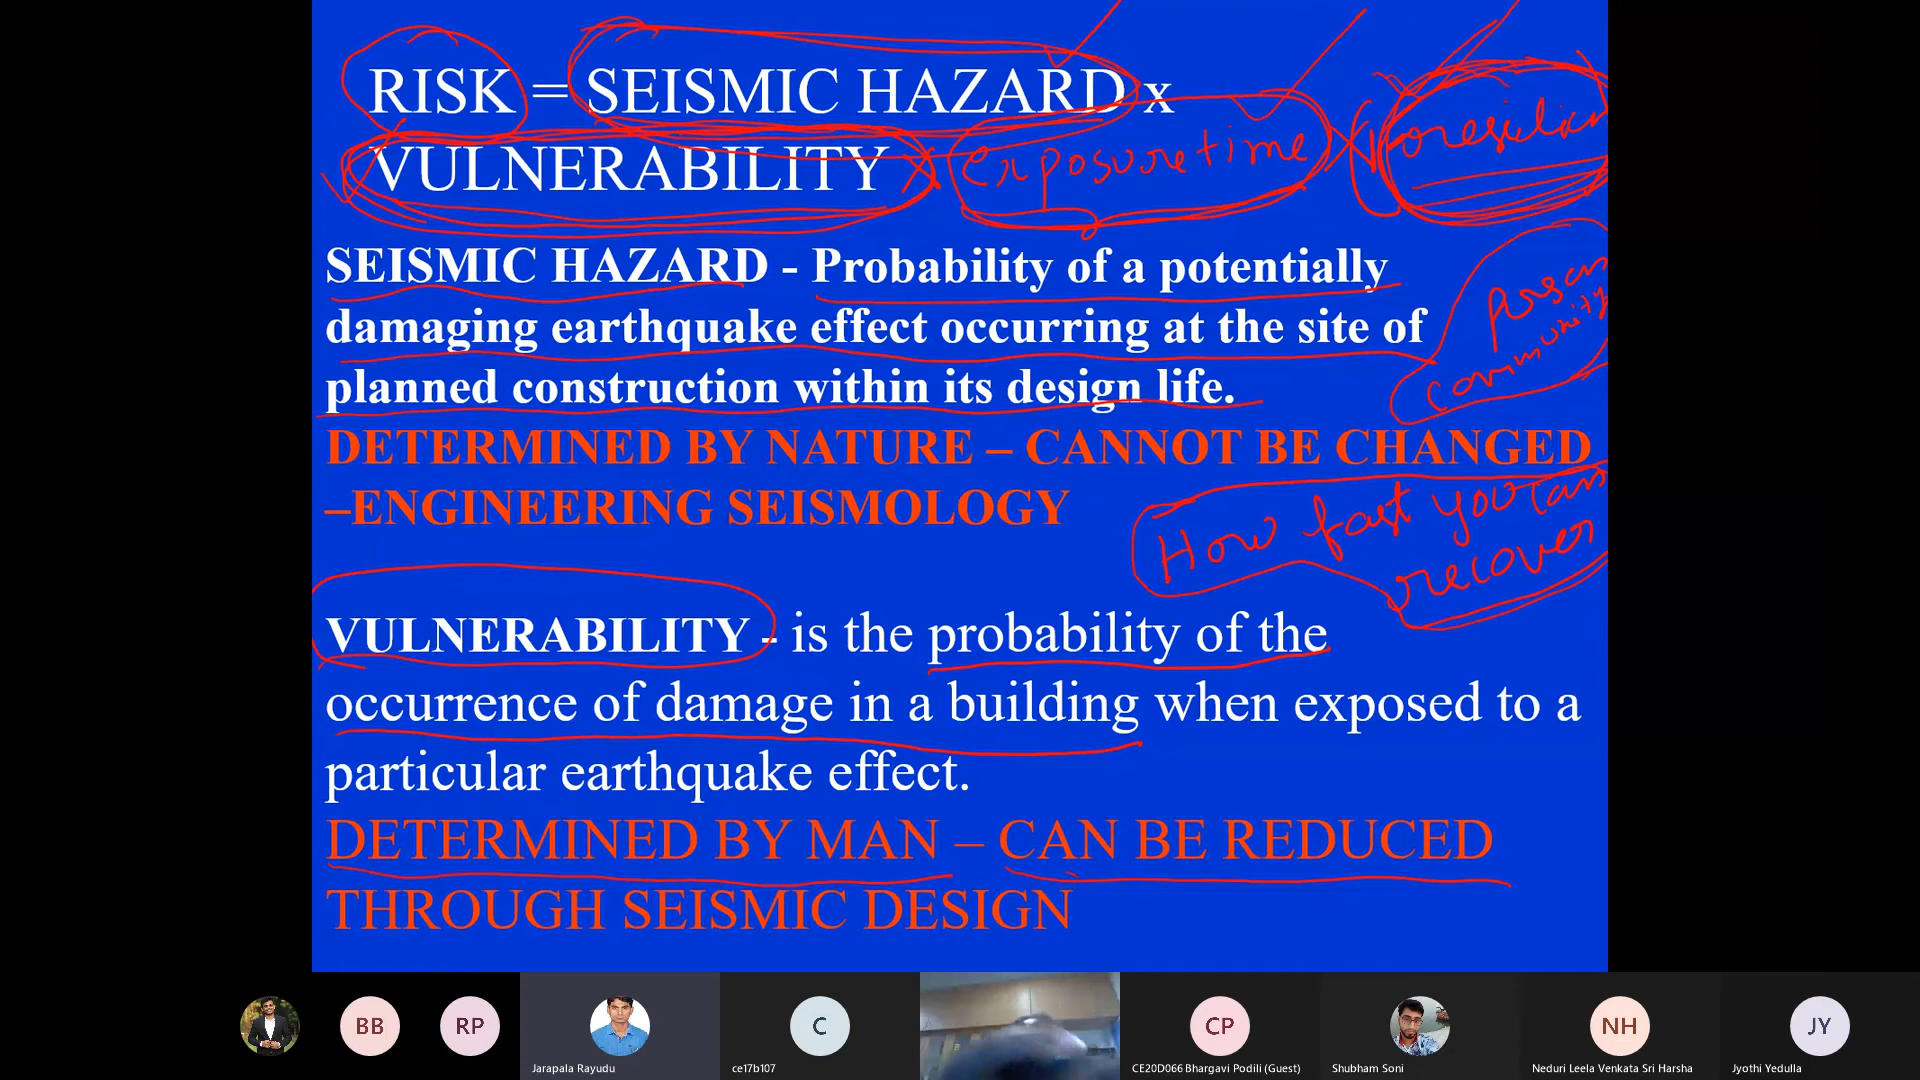 RISK = SEISMIC HAZARD x
VULNERABILITY x exposure time x
SEISMIC HAZARD - Probability of a potentially
damaging earthquake effect occurring at the site of
planned construction within its design life.
community
DETERMINED BY NATURE – CANNOT BE CHANGED
–ENGINEERING SEISMOLOGY
How fast you can
recover
VULNERABILITY - is the probability of the
occurrence of damage in a building when exposed to a
particular earthquake effect.
DETERMINED BY MAN – CAN BE REDUCED
THROUGH SEISMIC DESIGN
BB
RP
C
CP
NH
JY
Jarapala Rayudu
ce17b107
CE20D066 Bhargavi Podili (Guest)
Shubham Soni
Neduri Leela Venkata Sri Harsha
Jyothi Yedulla